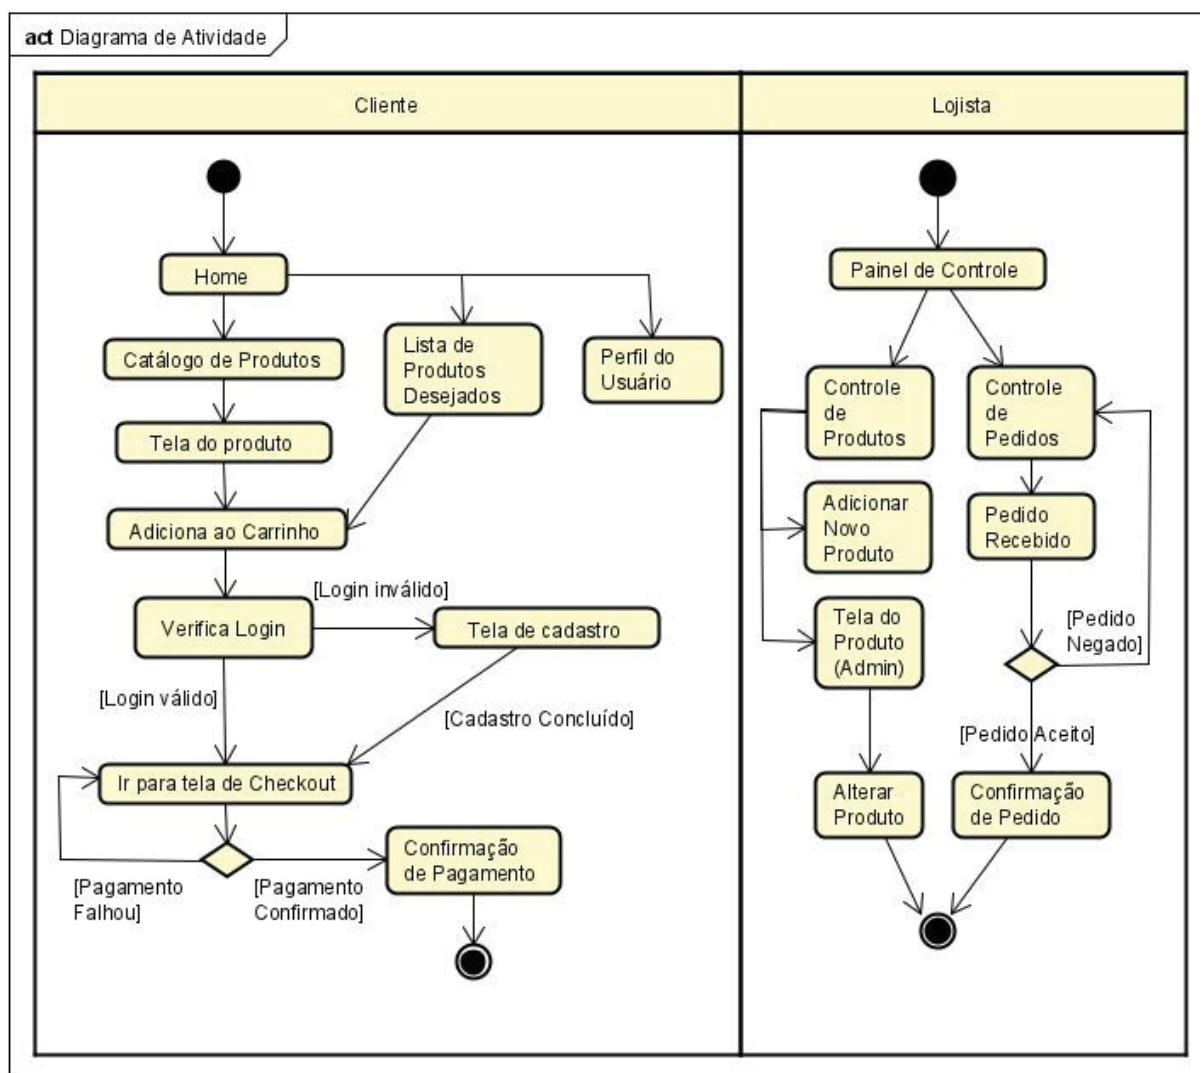 act Diagrama de Atividade
Cliente
Lojista
Home
Catálogo de Produtos
Lista de
Produtos
Desejados
Perfil do
Usuário
Tela do produto
Adiciona ao Carrinho
Verifica Login
[Login inválido]
Tela de cadastro
[Login válido]
[Cadastro Concluído]
Ir para tela de Checkout
[Pagamento
Falhou]
[Pagamento
Confirmado]
Confirmação
de Pagamento
Painel de Controle
Controle
de
Produtos
Controle
de
Pedidos
Adicionar
Novo
Produto
Pedido
Recebido
Tela do
Produto
(Admin)
[Pedido
Negado]
[Pedido Aceito]
Alterar
Produto
Confirmação
de Pedido